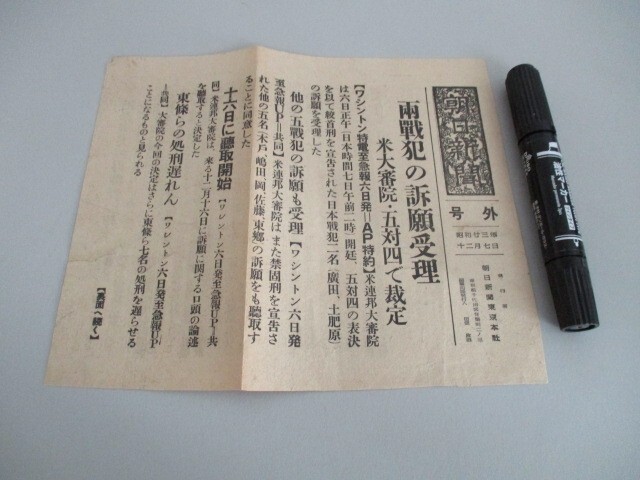 朝日新聞
号外
昭和廿三年
十二月七日
発行所
朝日新聞東京本社
両戰犯の訴願受理
米大審院・五対四で裁定
【ワシントン特電至急報六日発＝AP特約】米連邦大審院
は六日正午（日本時間七日午前二時）開廷、五対四の表決
を以て絞首刑を宣告された日本戰犯二名（廣田、土肥原）
の訴願を受理した
他の五戰犯の訴願も受理【ワシントン六日発
至急報UP＝共同】米連邦大審院はまた禁固刑を宣告さ
れた他の五名（木戸、嶋田、岡、佐藤、東郷）の訴願をも聽取す
ることに同意した
十六日に聽取開始【ワシントン六日発至急報UP＝共
同】米連邦大審院は、來る十二月十六日に訴願に関する口頭の論述
を聽取すると決定した
東條らの処刑遅れん【ワシントン六日発至急報UP
＝共同】大審院の今回の決定はさらに東條ら七名の処刑を遅らせる
ことになるものと見られる
【裏面へ続く】